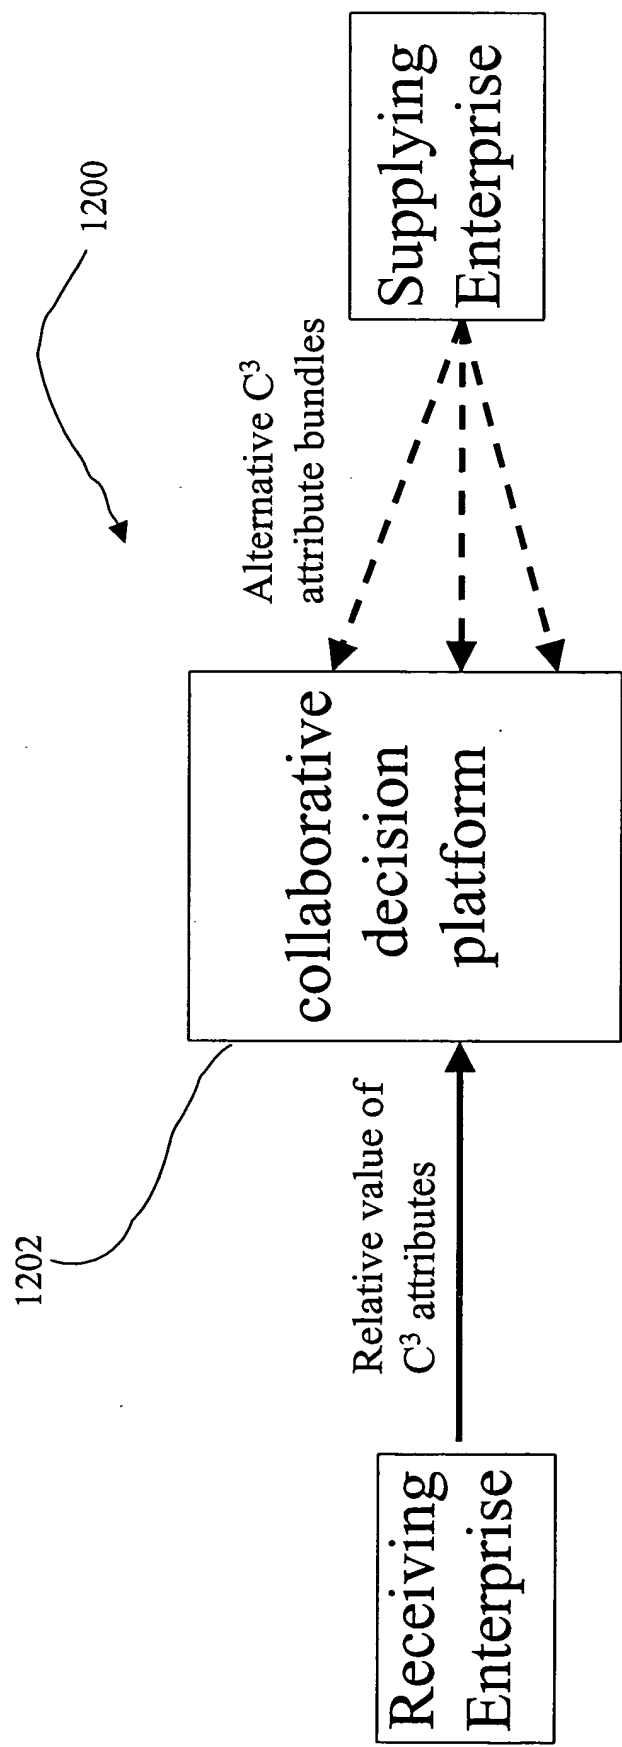 1200
1202
Receiving
Enterprise
Relative value of
C³ attributes
collaborative
decision
platform
Alternative C³
attribute bundles
Supplying
Enterprise